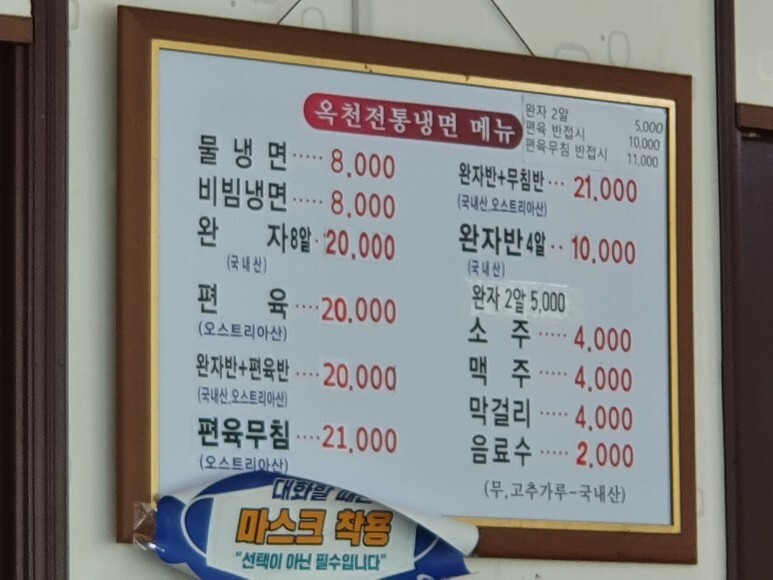 옥천전통냉면 메뉴
완자 2알 5,000
편육 반접시 10,000
편육무침 반접시 11,000
물냉면 ····· 8,000
비빔냉면 ····· 8,000
완 자8알 · 20,000
(국내산)
편 육 ···· 20,000
(오스트리아산)
완자반+편육반 ···· 20,000
(국내산,오스트리아산)
편육무침 ···· 21,000
(오스트리아산)
완자반+무침반 ··· 21,000
(국내산,오스트리아산)
완자반4알 ·· 10,000
(국내산)
완자 2알 5,000
소 주 ····· 4,000
맥 주 ····· 4,000
막걸리 ····· 4,000
음료수 ····· 2,000
(무,고추가루-국내산)
대화할
마스크 착용
"선택이 아닌 필수입니다"